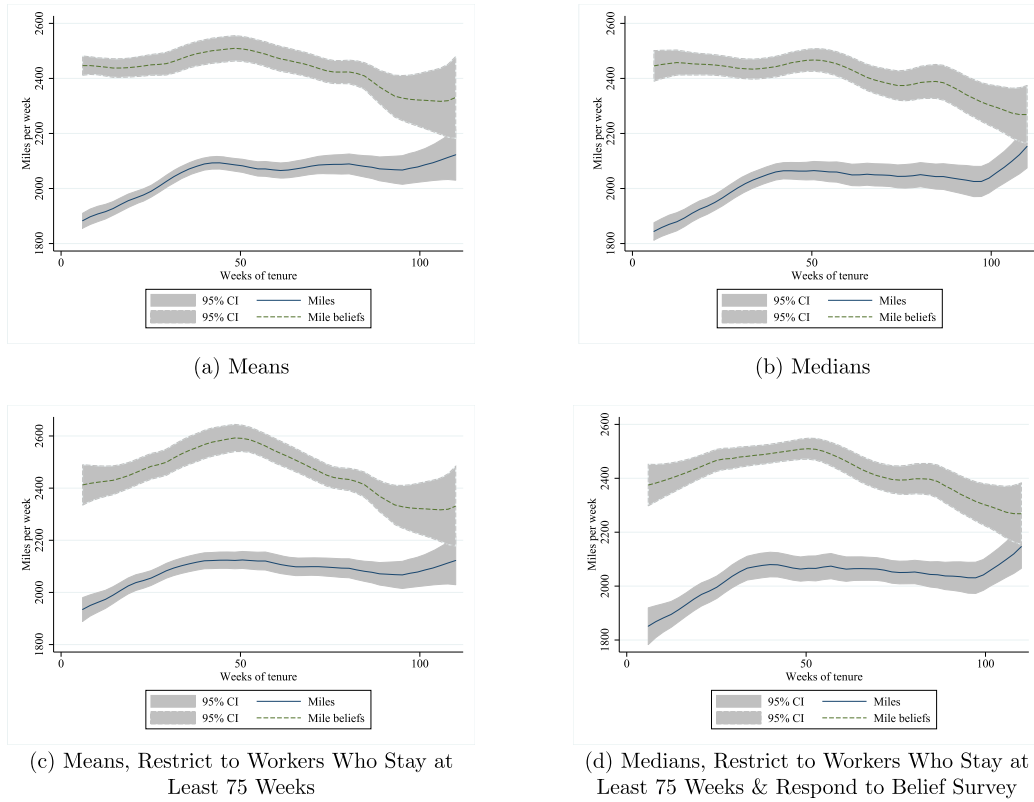 2600
2400
2200
2000
1800
Miles per week
0 50 100
Weeks of tenure
95% CI Miles
95% CI Mile beliefs
(a) Means
2600
2400
2200
2000
1800
Miles per week
0 50 100
Weeks of tenure
95% CI Miles
95% CI Mile beliefs
(b) Medians
2600
2400
2200
2000
1800
Miles per week
0 50 100
Weeks of tenure
95% CI Miles
95% CI Mile beliefs
(c) Means, Restrict to Workers Who Stay at
Least 75 Weeks
2600
2400
2200
2000
1800
Miles per week
0 50 100
Weeks of tenure
95% CI Miles
95% CI Mile beliefs
(d) Medians, Restrict to Workers Who Stay at
Least 75 Weeks & Respond to Belief Survey